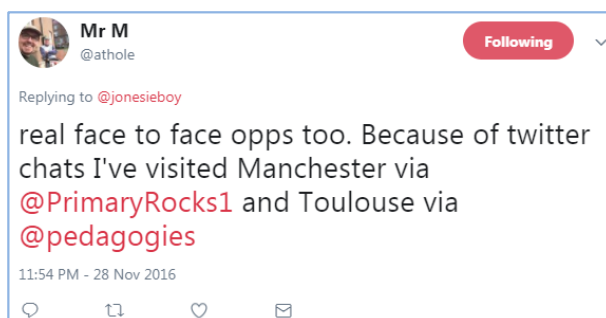 Mr M
Following
@athole
Replying to @jonesieboy
real face to face opps too. Because of twitter
chats I've visited Manchester via
@PrimaryRocks1 and Toulouse via
@pedagogies
11:54 PM - 28 Nov 2016